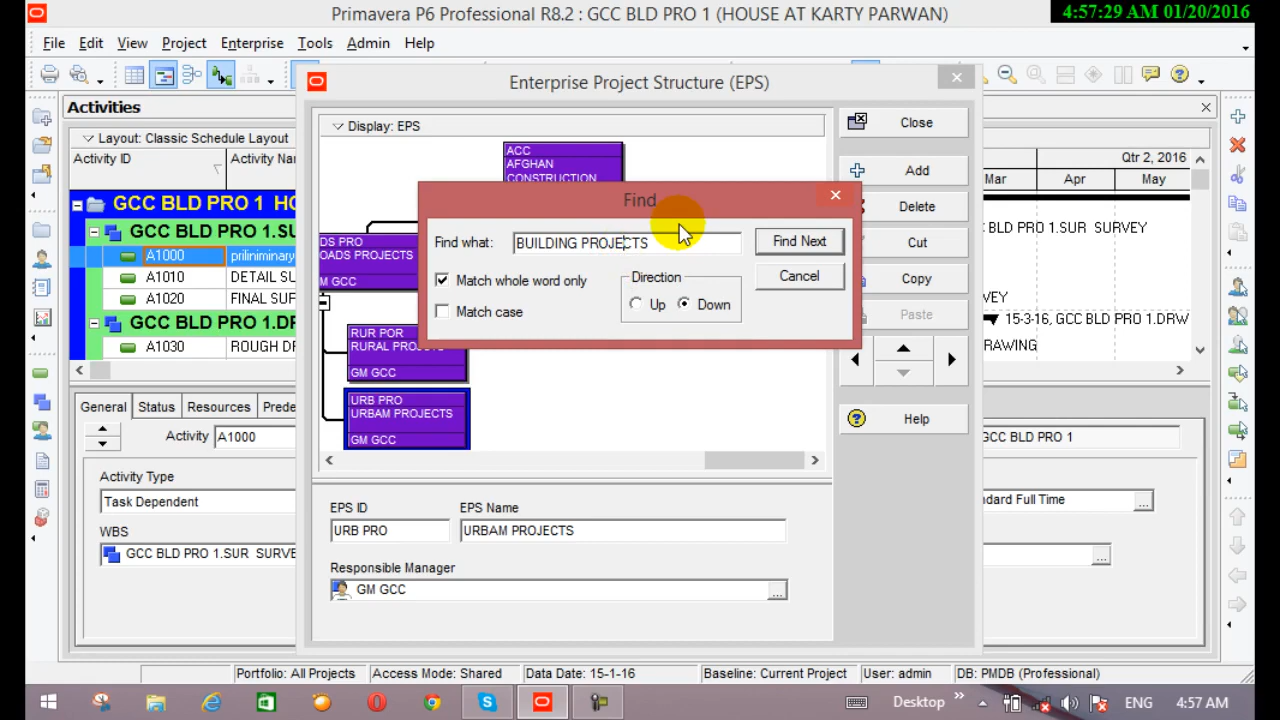 Primavera P6 Professional R8.2 : GCC BLD PRO 1 (HOUSE AT KARTY PARWAN)
4:57:29 AM 01/20/2016
File Edit View Project Enterprise Tools Admin Help
Enterprise Project Structure (EPS)
Activities
Layout: Classic Schedule Layout
Activity ID
Activity Na
GCC BLD PRO 1 HO
GCC BLD PRO 1.SU
A1000 priliniminary
A1010 DETAIL SU
A1020 FINAL SUF
GCC BLD PRO 1.DR
A1030 ROUGH DF
Display: EPS
ACC
AFGHAN
CONSTRUCTION
DS PRO
OADS PROJECTS
M GCC
RUR POR
RURAL PROJECTS
GM GCC
URB PRO
URBAM PROJECTS
GM GCC
Find
Find what: BUILDING PROJECTS
Find Next
Match whole word only
Match case
Direction
Up Down
Cancel
Close
Add
Delete
Cut
Copy
Paste
Help
Qtr 2, 2016
Mar Apr May
PRO 1.SUR SURVEY
VEY
15-3-16, GCC BLD PRO 1.DRW
RAWING
General Status Resources Prede
Activity A1000
GCC BLD PRO 1
Activity Type
Task Dependent
WBS
GCC BLD PRO 1.SUR SURVE
dard Full Time
EPS ID
URB PRO
EPS Name
URBAM PROJECTS
Responsible Manager
GM GCC
Portfolio: All Projects Access Mode: Shared Data Date: 15-1-16 Baseline: Current Project User: admin DB: PMDB (Professional)
Desktop ENG 4:57 AM